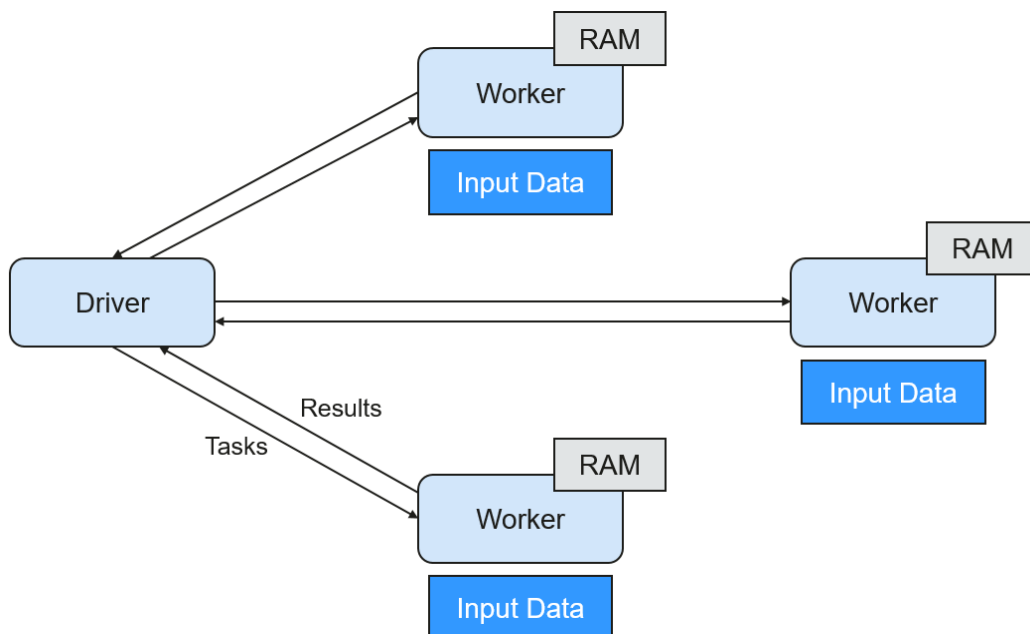 RAM
Worker
Input Data
RAM
Driver
Worker
Input Data
Results
Tasks
RAM
Worker
Input Data